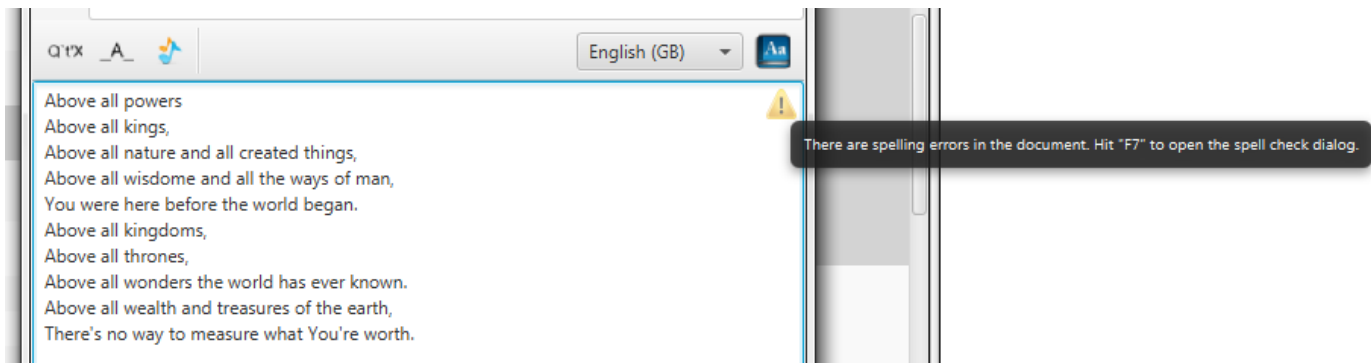 Q't'X _A_ English (GB) Aa
Above all powers
Above all kings,
Above all nature and all created things,
Above all wisdome and all the ways of man,
You were here before the world began.
Above all kingdoms,
Above all thrones,
Above all wonders the world has ever known.
Above all wealth and treasures of the earth,
There's no way to measure what You're worth.
There are spelling errors in the document. Hit "F7" to open the spell check dialog.